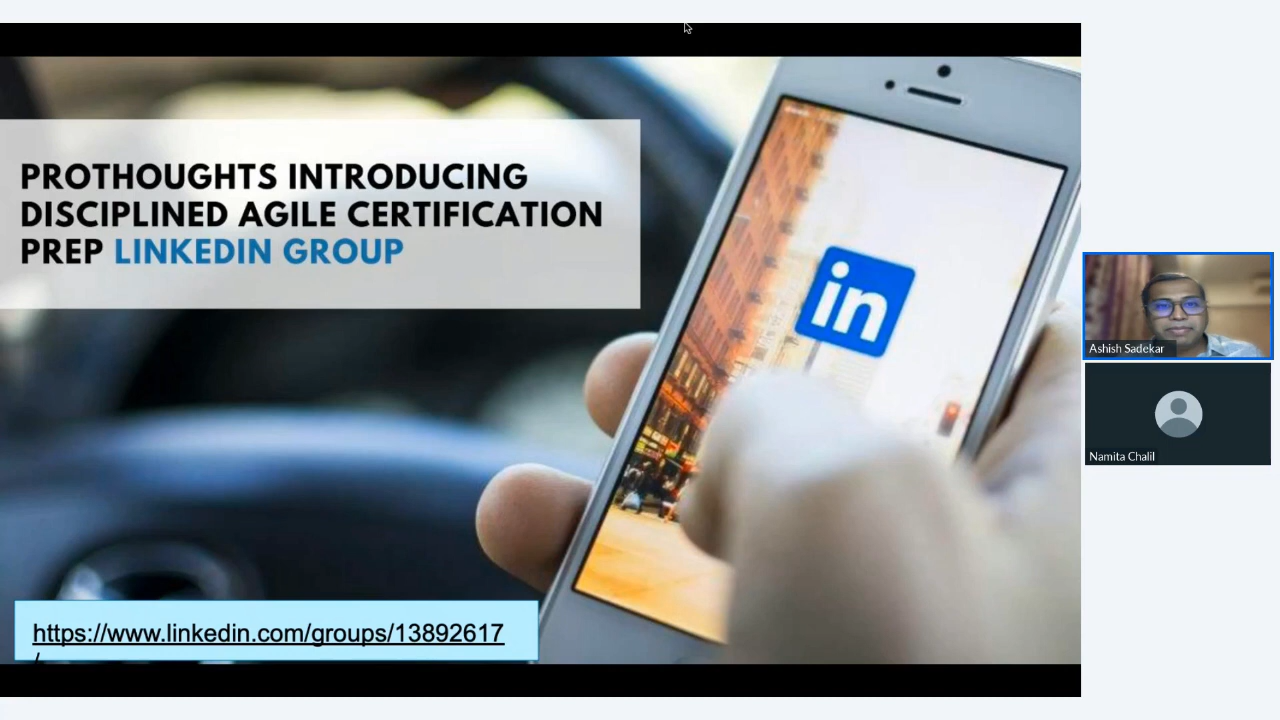 PROTHOUGHTS INTRODUCING
DISCIPLINED AGILE CERTIFICATION
PREP LINKEDIN GROUP
in
https://www.linkedin.com/groups/13892617
/
Ashish Sadekar
Namita Chalil